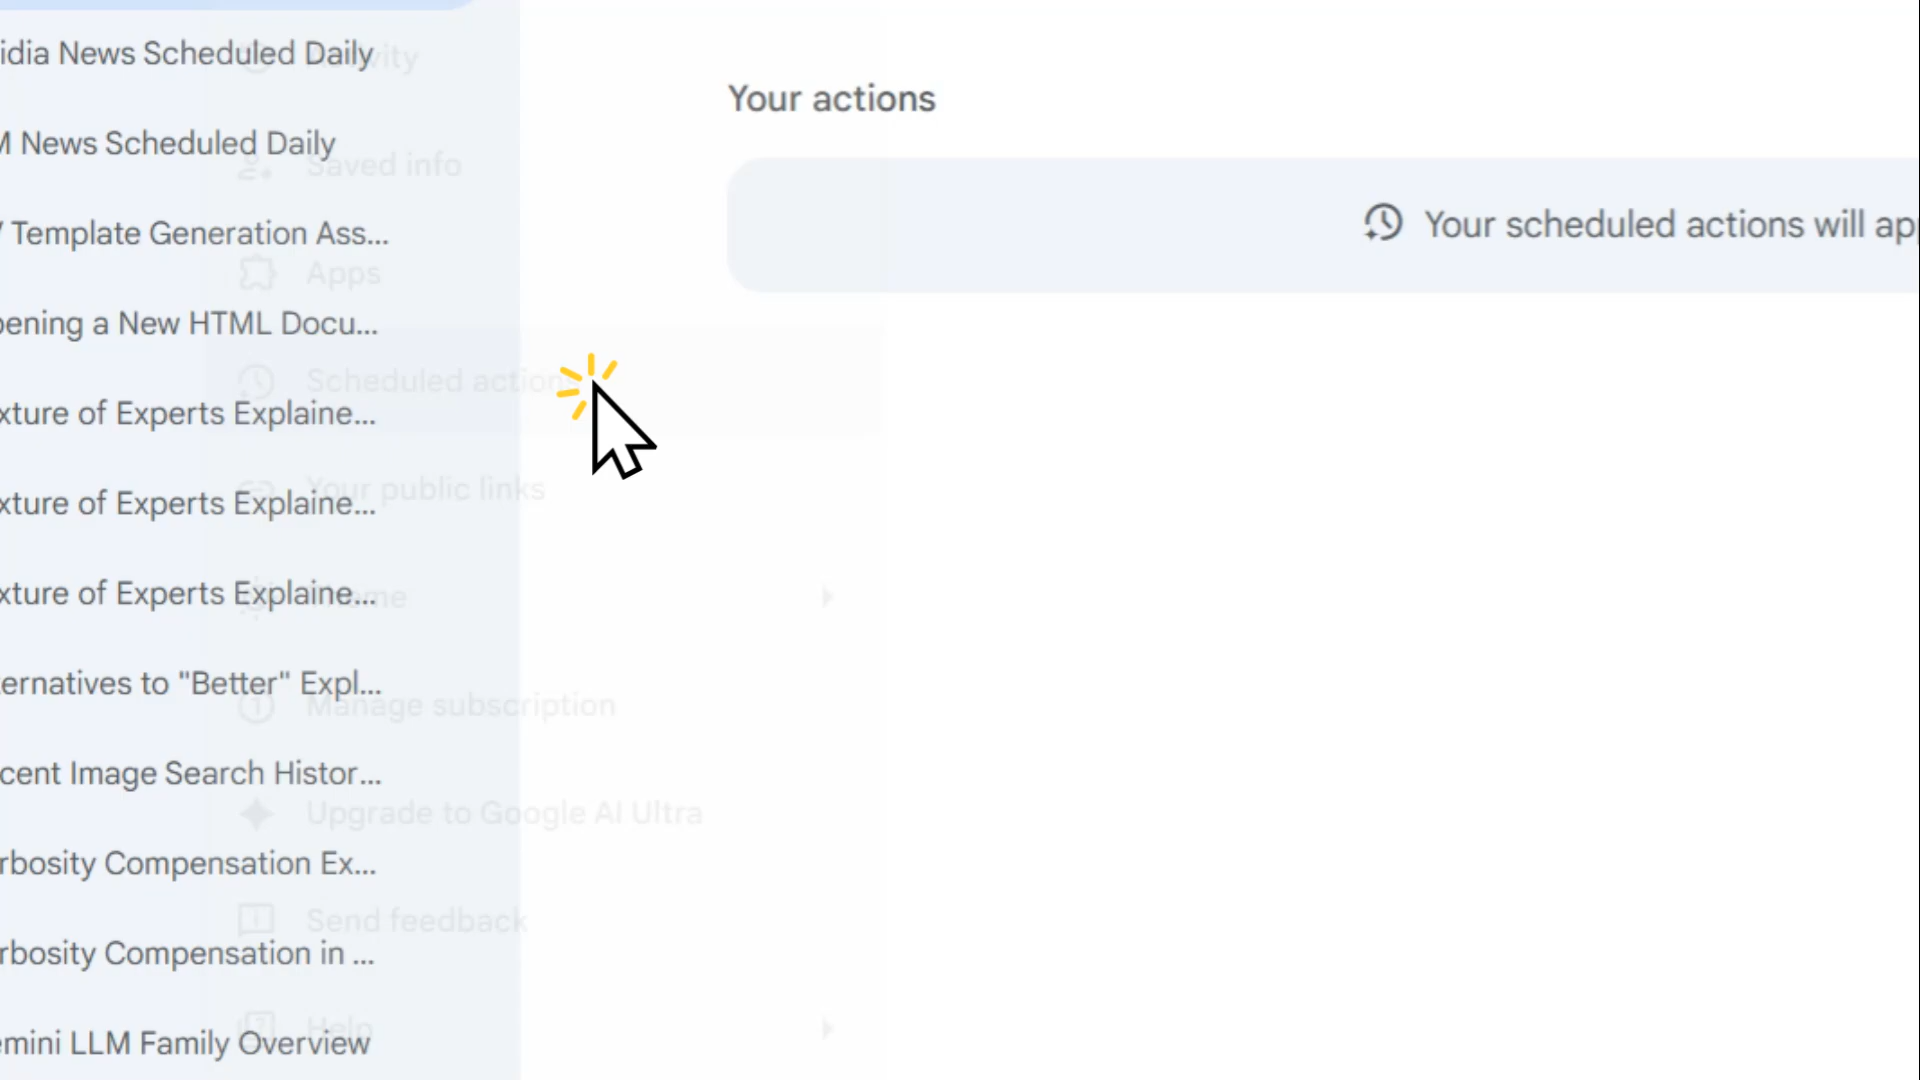 idia News Scheduled Daily
M News Scheduled Daily
Template Generation Ass...
ening a New HTML Docu...
xture of Experts Explaine...
xture of Experts Explaine...
xture of Experts Explaine...
ernatives to "Better" Expl...
cent Image Search Histor...
rbosity Compensation Ex...
rbosity Compensation in ...
emini LLM Family Overview
Activity
Saved info
Apps
Scheduled actions
Your public links
Theme
Manage subscription
Upgrade to Google AI Ultra
Send feedback
Help
Your actions
Your scheduled actions will ap